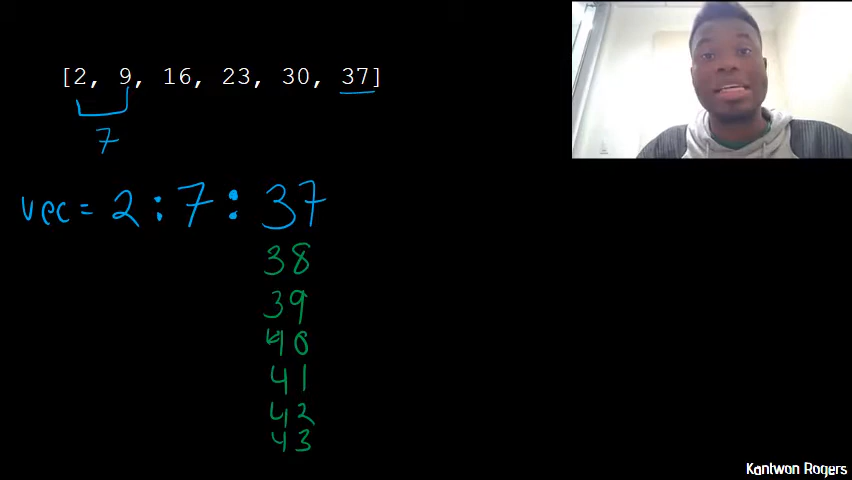 [2, 9, 16, 23, 30, 37]
7
vec = 2 : 7 : 37
38
39
40
41
42
43
Kantwon Rogers